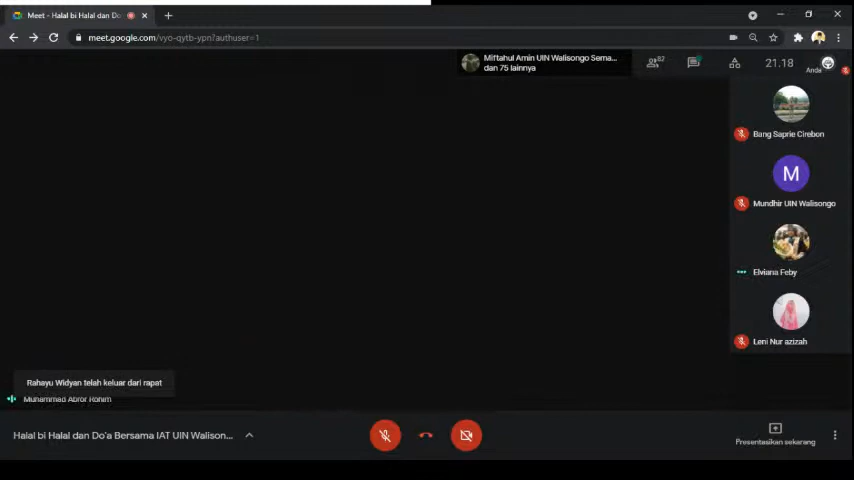 Meet - Halal bi Halal dan Do
meet.google.com/vyo-qytb-ypn?authuser=1
Miftahul Amin UIN Walisongo Sema...
dan 75 lainnya
82
21.18
Anda
Bang Saprie Cirebon
M
Mundhir UIN Walisongo
Elviana Feby
Leni Nur azizah
Rahayu Widyan telah keluar dari rapat
Muhammad Abror Rohim
Halal bi Halal dan Do'a Bersama IAT UIN Walison...
Presentasikan sekarang